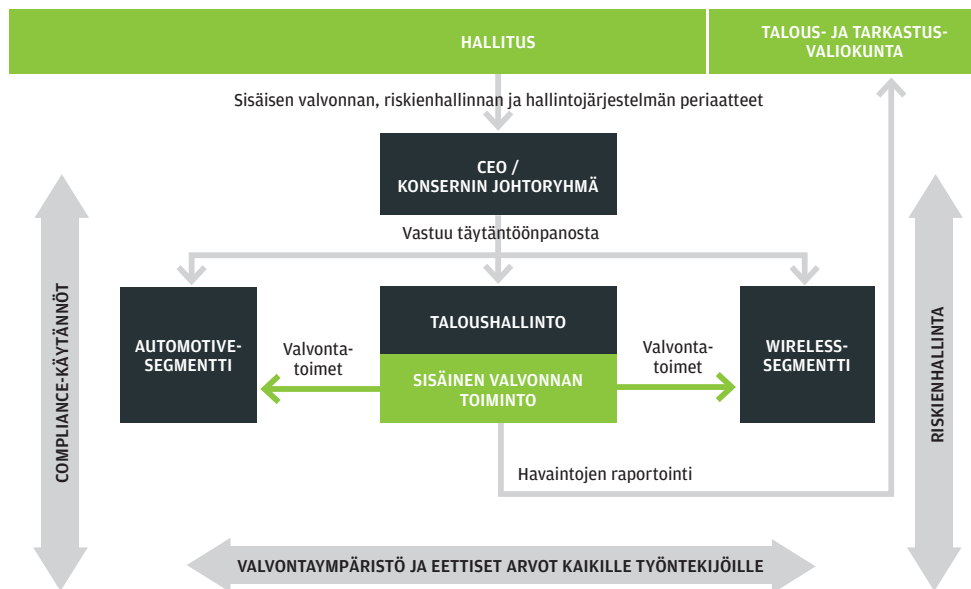 HALLITUS
TALOUS- JA TARKASTUS-
VALIOKUNTA
Sisäisen valvonnan, riskienhallinnan ja hallintojärjestelmän periaatteet
CEO /
KONSERNIN JOHTORYHMÄ
Vastuu täytäntöönpanosta
COMPLIANCE-KÄYTÄNNÖT
AUTOMOTIVE-
SEGMENTTI
Valvonta-
toimet
TALOUSHALLINTO
SISÄINEN VALVONNAN
TOIMINTO
Valvonta-
toimet
WIRELESS-
SEGMENTTI
RISKIENHALLINTA
Havaintojen raportointi
VALVONTAYMPÄRISTÖ JA EETTISET ARVOT KAIKILLE TYÖNTEKIJÖILLE